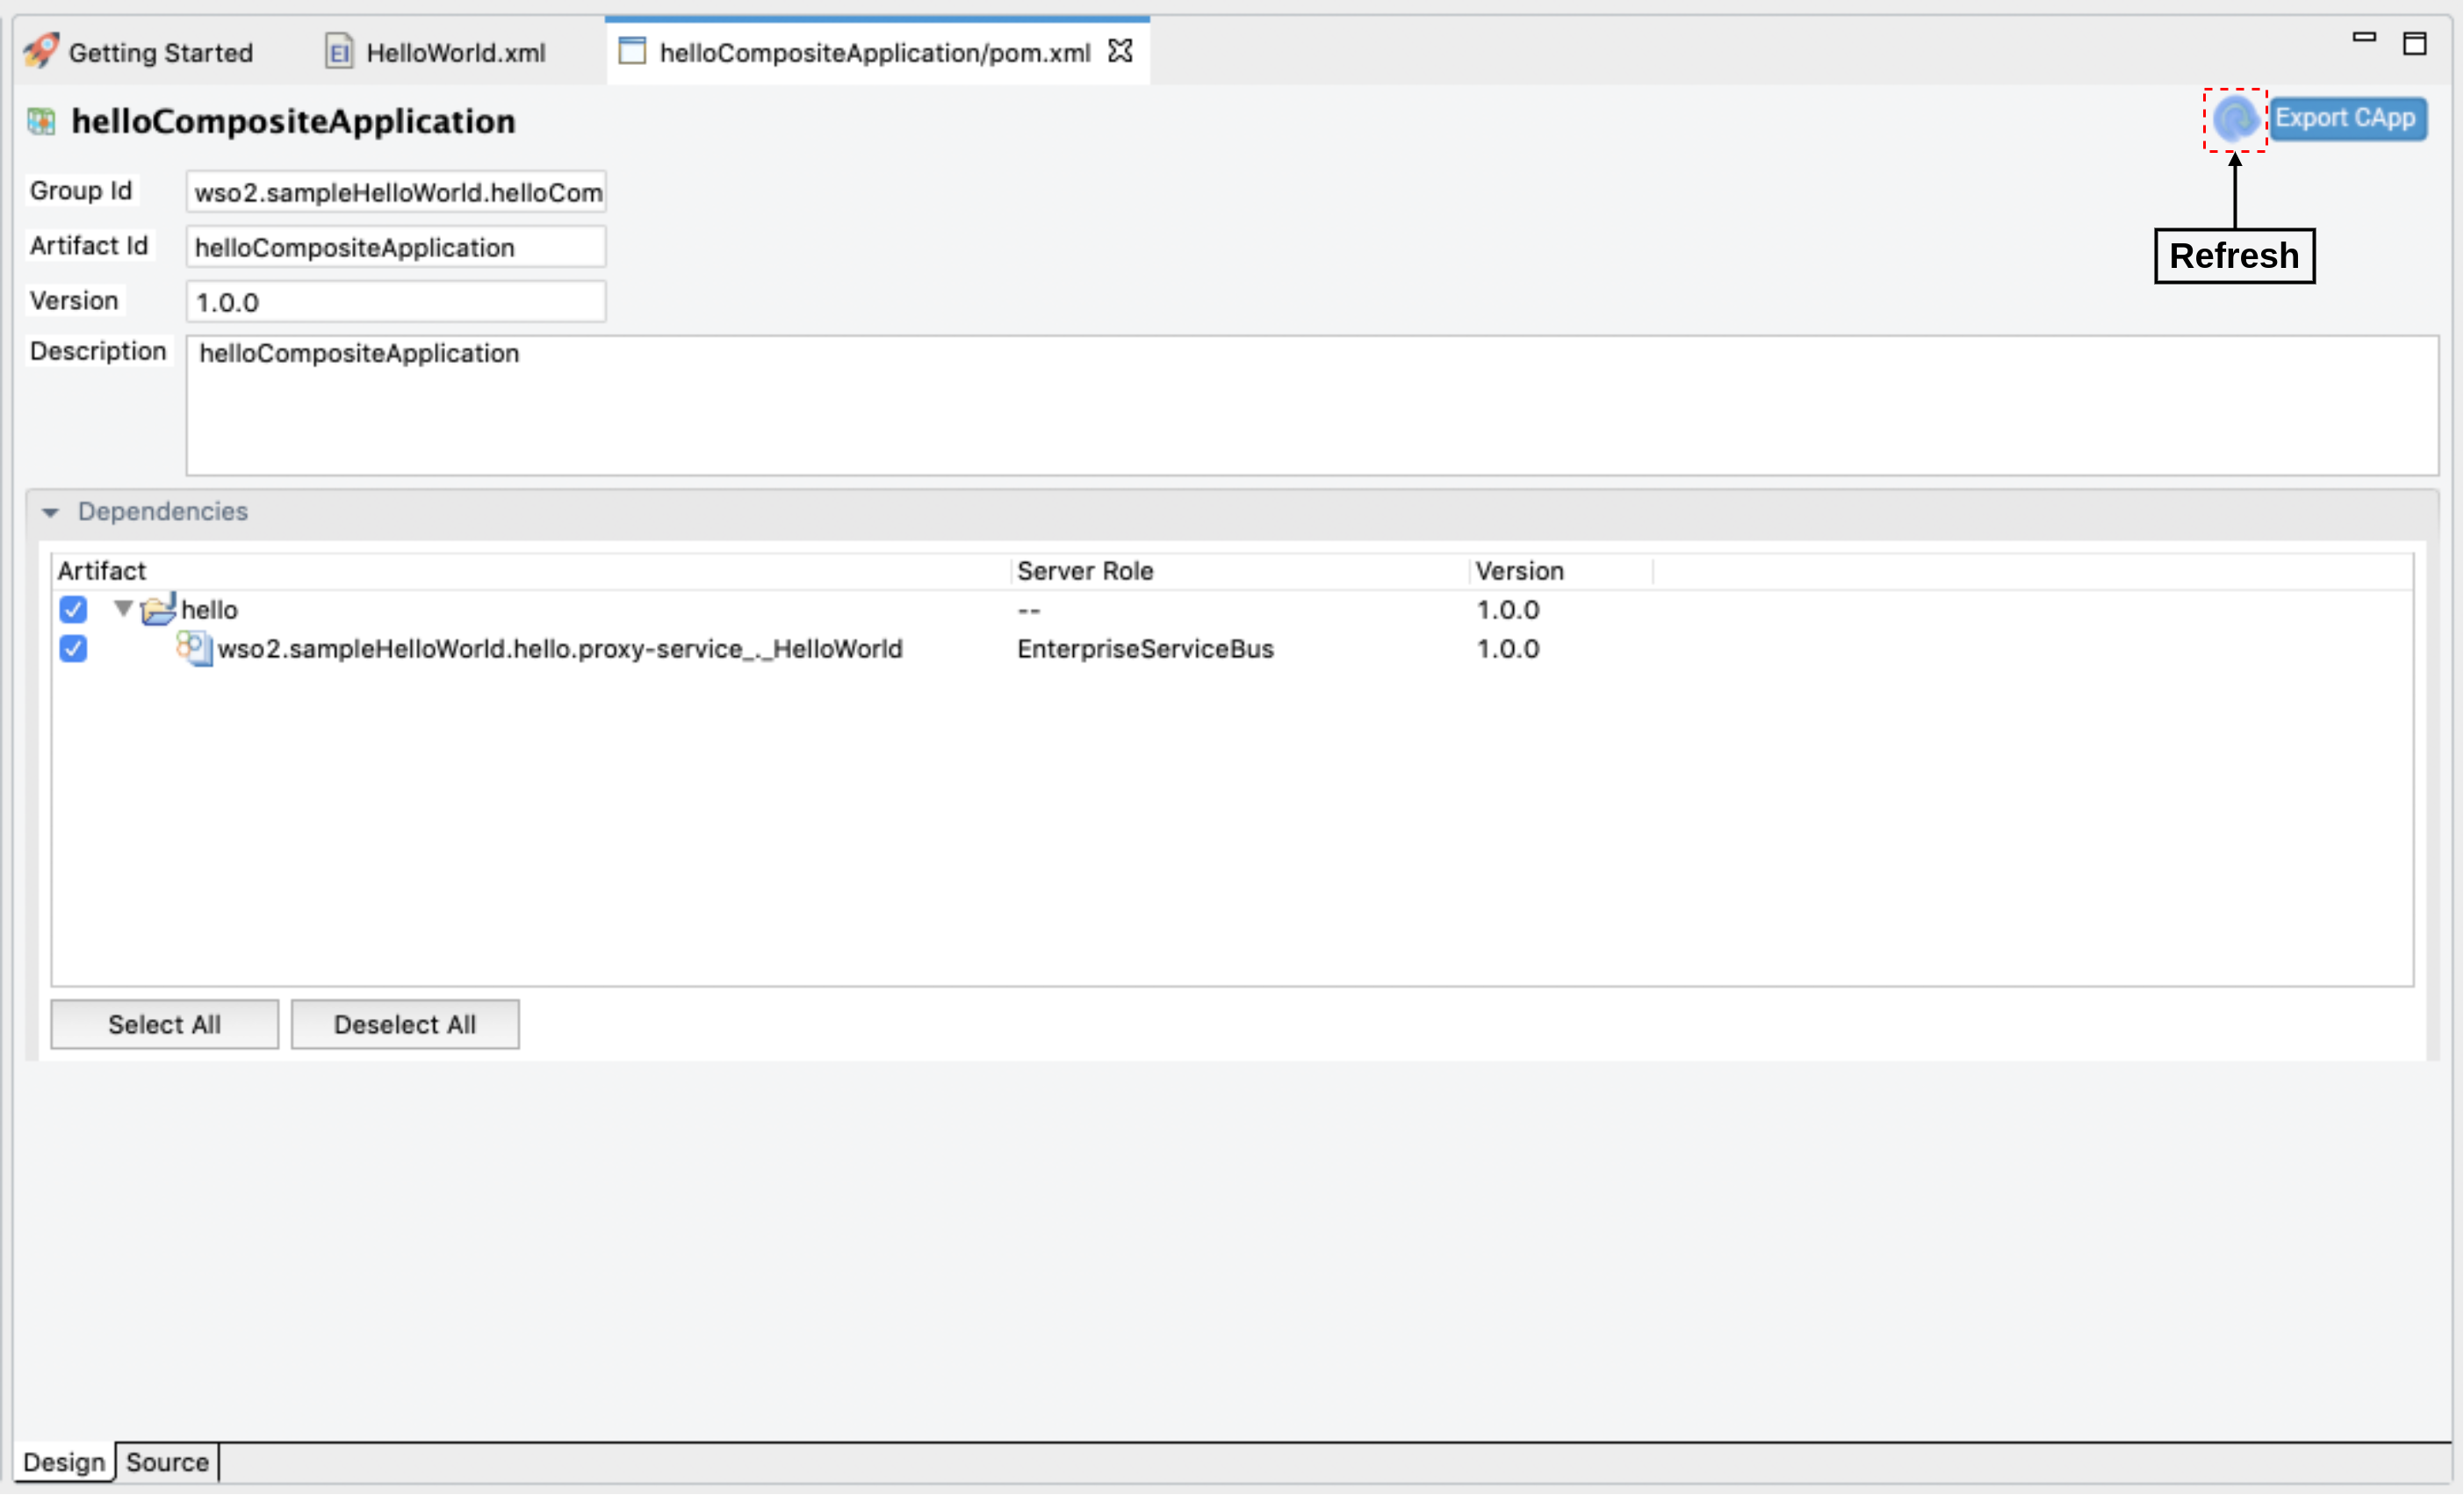 Getting Started
HelloWorld.xml
helloCompositeApplication/pom.xml
helloCompositeApplication
Export CApp
Refresh
Group Id
wso2.sampleHelloWorld.helloCom
Artifact Id
helloCompositeApplication
Version
1.0.0
Description
helloCompositeApplication
Dependencies
Artifact Server Role Version
hello -- 1.0.0
wso2.sampleHelloWorld.hello.proxy-service_._HelloWorld EnterpriseServiceBus 1.0.0
Select All Deselect All
Design Source